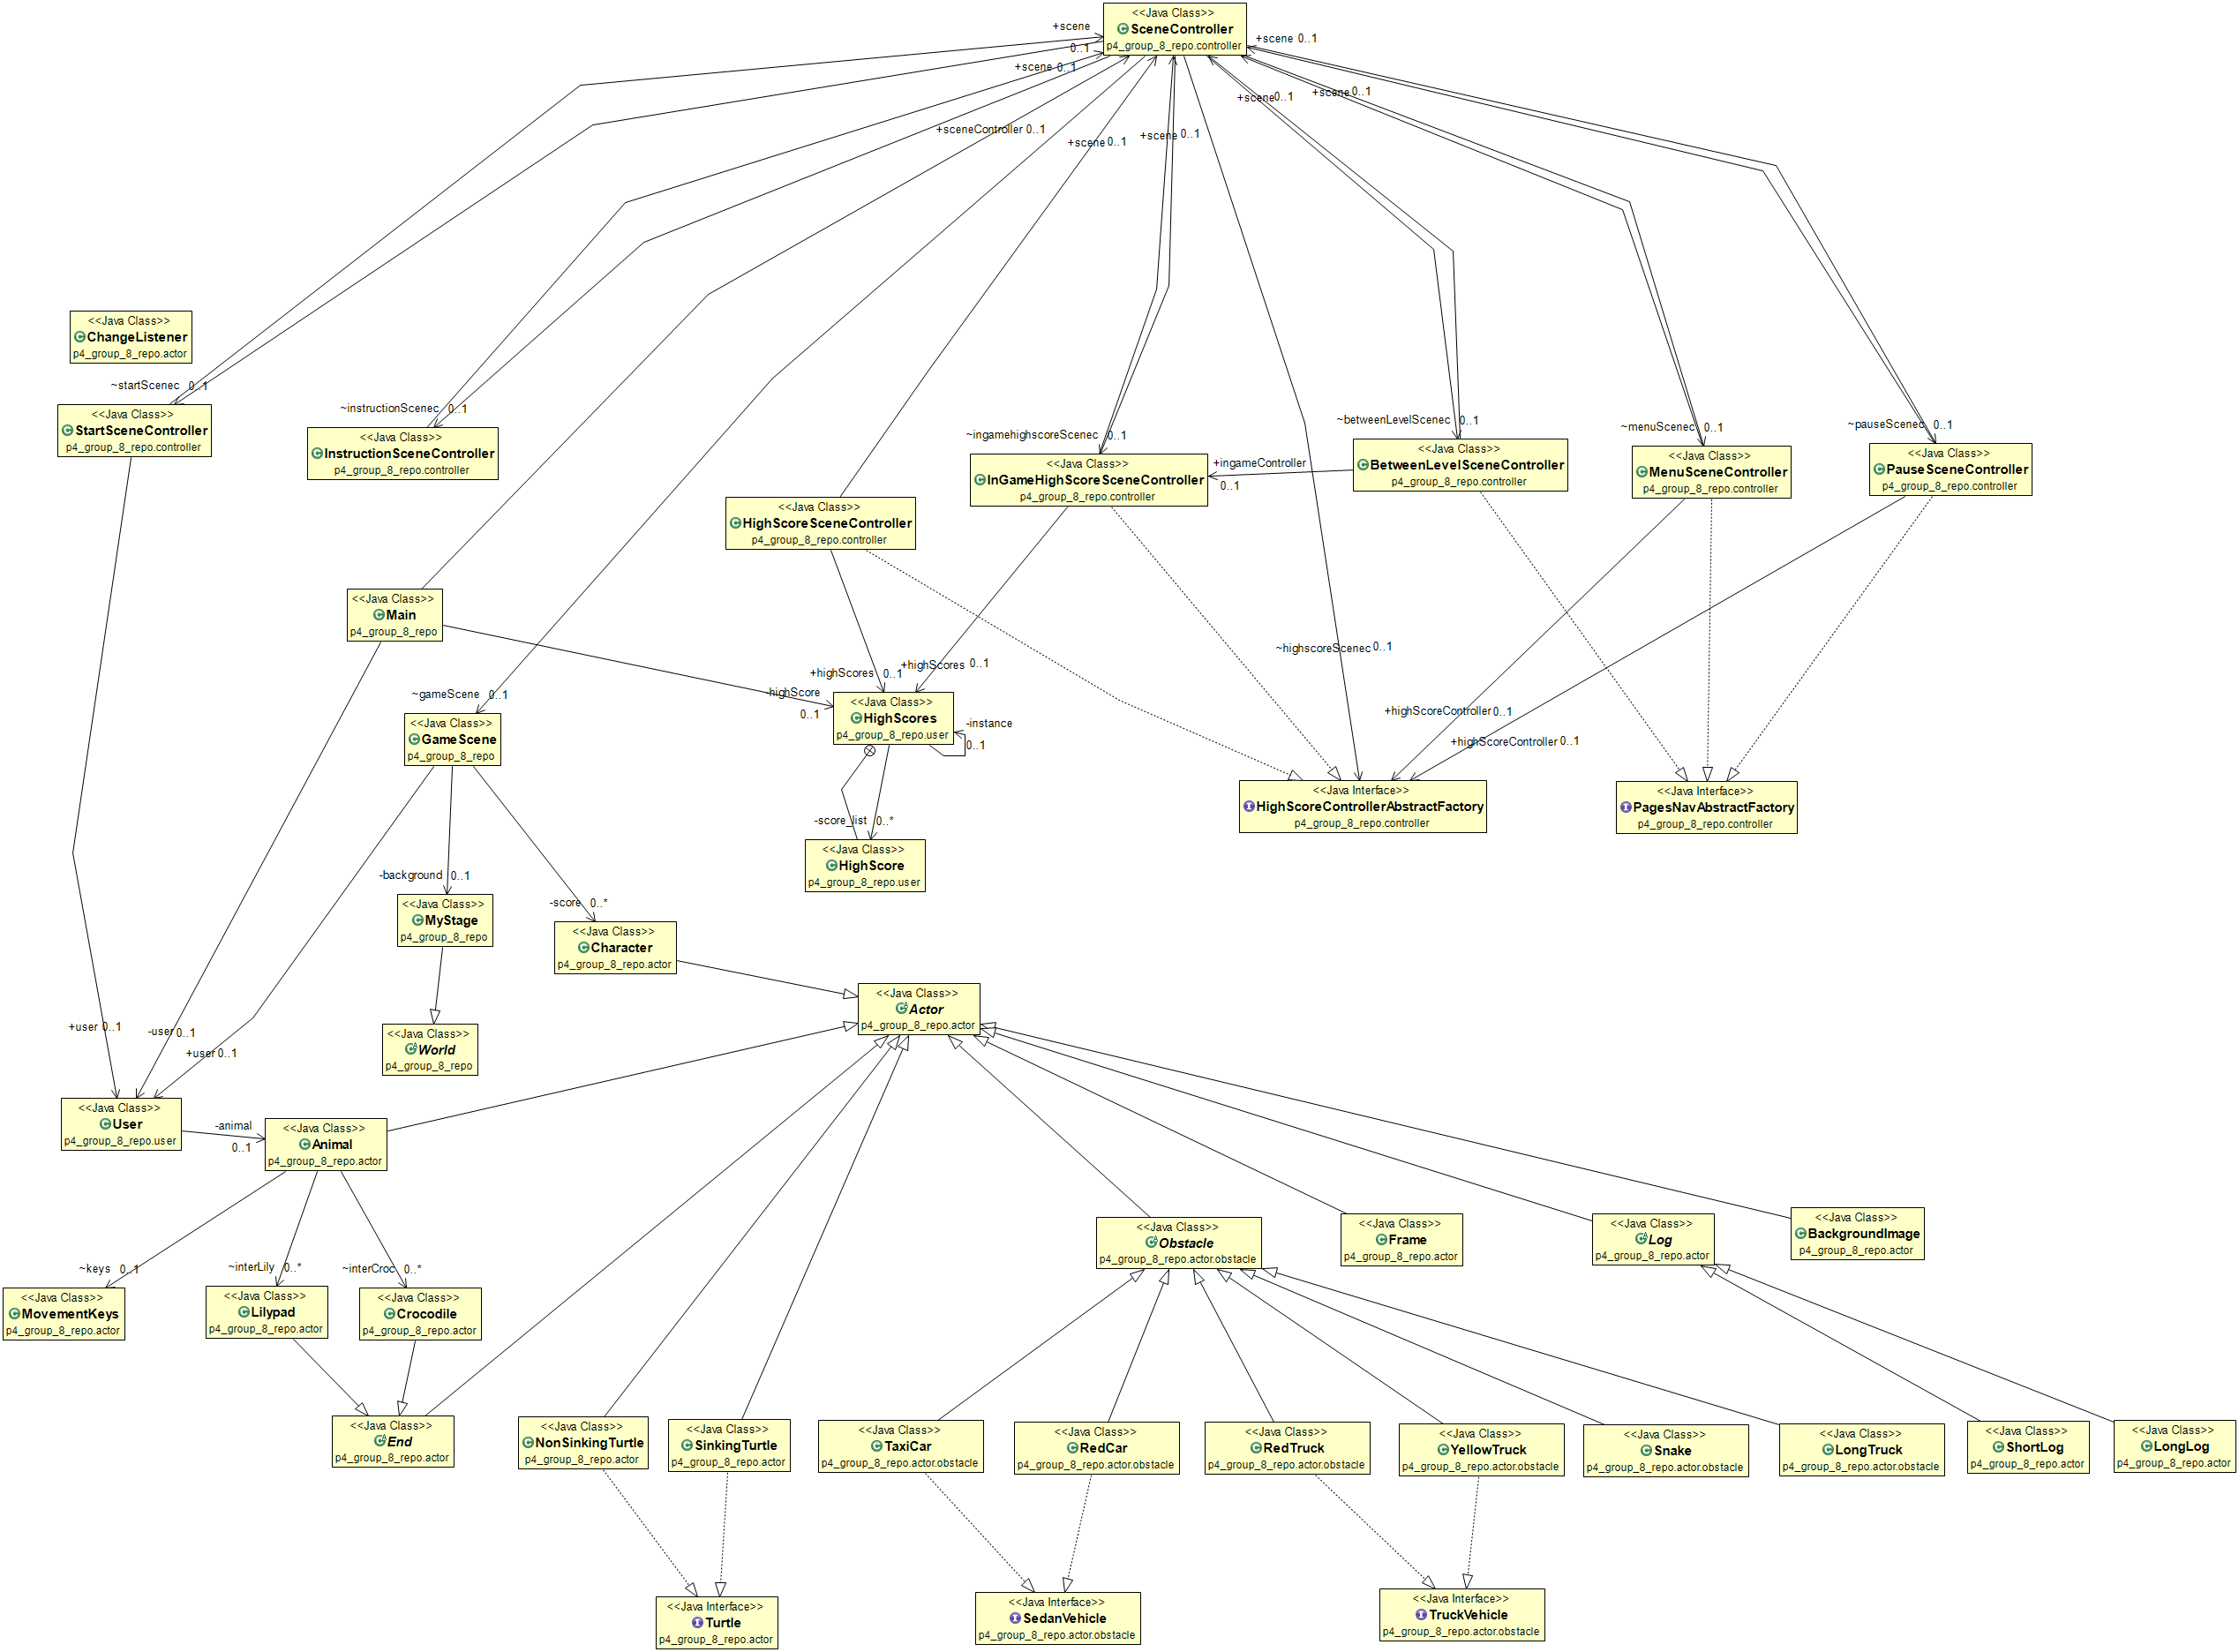 <<Java Class>>
SceneController
p4_group_8_repo.controller
+scene
0..1
+scene 0..1
+scene 0..1
+sceneController 0..1
+scene 0..1
+scene 0..1
+scene 0..1
+scene 0..1
<<Java Class>>
ChangeListener
p4_group_8_repo.actor
~startScenec 0..1
<<Java Class>>
StartSceneController
p4_group_8_repo.controller
~instructionScenec 0..1
<<Java Class>>
InstructionSceneController
p4_group_8_repo.controller
~ingamehighscoreScenec 0..1
<<Java Class>>
InGameHighScoreSceneController
p4_group_8_repo.controller
+ingameController
0..1
~betweenLevelScenec 0..1
<<Java Class>>
BetweenLevelSceneController
p4_group_8_repo.controller
~menuScenec 0..1
<<Java Class>>
MenuSceneController
p4_group_8_repo.controller
~pauseScenec 0..1
<<Java Class>>
PauseSceneController
p4_group_8_repo.controller
<<Java Class>>
HighScoreSceneController
p4_group_8_repo.controller
<<Java Class>>
Main
p4_group_8_repo
~highscoreScenec 0..1
+highScores 0..1
+highScores 0..1
-highScore
0..1
~gameScene 0..1
<<Java Class>>
GameScene
p4_group_8_repo
<<Java Class>>
HighScores
p4_group_8_repo.user
-instance
0..1
+highScoreController 0..1
+highScoreController 0..1
<<Java Interface>>
HighScoreControllerAbstractFactory
p4_group_8_repo.controller
<<Java Interface>>
PagesNavAbstractFactory
p4_group_8_repo.controller
-score_list 0..*
<<Java Class>>
HighScore
p4_group_8_repo.user
-background 0..1
<<Java Class>>
MyStage
p4_group_8_repo
-score 0..*
<<Java Class>>
Character
p4_group_8_repo.actor
<<Java Class>>
Actor
p4_group_8_repo.actor
+user 0..1
-user 0..1
+user 0..1
<<Java Class>>
World
p4_group_8_repo
<<Java Class>>
User
p4_group_8_repo.user
-animal
0..1
<<Java Class>>
Animal
p4_group_8_repo.actor
~keys 0..1
~interLily 0..*
~interCroc 0..*
<<Java Class>>
MovementKeys
p4_group_8_repo.actor
<<Java Class>>
Lilypad
p4_group_8_repo.actor
<<Java Class>>
Crocodile
p4_group_8_repo.actor
<<Java Class>>
Obstacle
p4_group_8_repo.actor.obstacle
<<Java Class>>
Frame
p4_group_8_repo.actor
<<Java Class>>
Log
p4_group_8_repo.actor
<<Java Class>>
BackgroundImage
p4_group_8_repo.actor
<<Java Class>>
End
p4_group_8_repo.actor
<<Java Class>>
NonSinkingTurtle
p4_group_8_repo.actor
<<Java Class>>
SinkingTurtle
p4_group_8_repo.actor
<<Java Class>>
TaxiCar
p4_group_8_repo.actor.obstacle
<<Java Class>>
RedCar
p4_group_8_repo.actor.obstacle
<<Java Class>>
RedTruck
p4_group_8_repo.actor.obstacle
<<Java Class>>
YellowTruck
p4_group_8_repo.actor.obstacle
<<Java Class>>
Snake
p4_group_8_repo.actor.obstacle
<<Java Class>>
LongTruck
p4_group_8_repo.actor.obstacle
<<Java Class>>
ShortLog
p4_group_8_repo.actor
<<Java Class>>
LongLog
p4_group_8_repo.actor
<<Java Interface>>
Turtle
p4_group_8_repo.actor
<<Java Interface>>
SedanVehicle
p4_group_8_repo.actor.obstacle
<<Java Interface>>
TruckVehicle
p4_group_8_repo.actor.obstacle